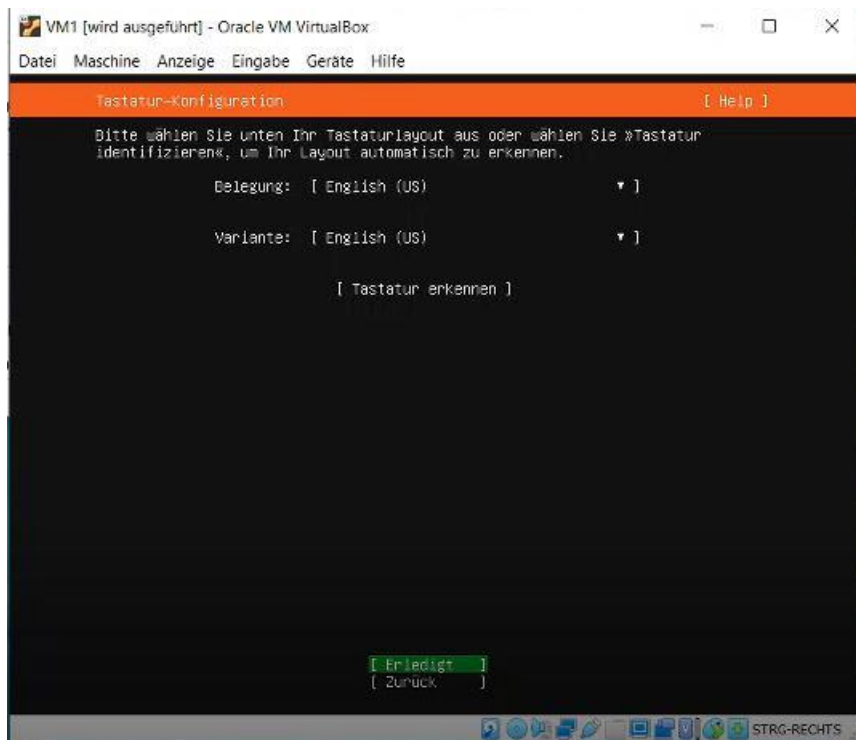 VM1 [wird ausgeführt] - Oracle VM VirtualBox
Datei Maschine Anzeige Eingabe Geräte Hilfe
Tastatur-Konfiguration [ Help ]
Bitte wählen Sie unten Ihr Tastaturlayout aus oder wählen Sie »Tastatur
identifizieren«, um Ihr Layout automatisch zu erkennen.
Belegung: [ English (US) ▾ ]
Variante: [ English (US) ▾ ]
[ Tastatur erkennen ]
[ Erledigt ]
[ Zurück ]
STRG-RECHTS